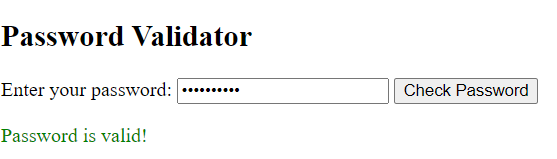 Password Validator
Enter your password: •••••••••• Check Password
Password is valid!